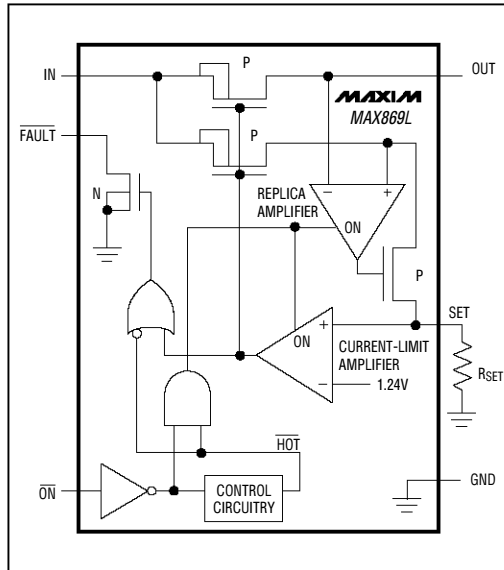 IN
P
OUT
MAXIM
MAX869L
FAULT
P
N
REPLICA
AMPLIFIER
−
+
ON
P
SET
ON
+
CURRENT-LIMIT
AMPLIFIER
−
1.24V
RSET
HOT
ON
CONTROL
CIRCUITRY
GND